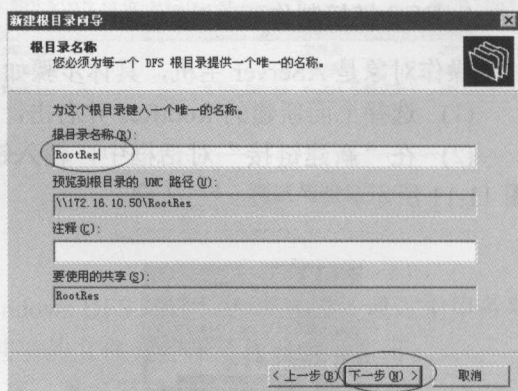 新建根目录向导
根目录名称
您必须为每一个 DFS 根目录提供一个唯一的名称。
为这个根目录键入一个唯一的名称。
根目录名称(R):
RootRes
预览到根目录的 UNC 路径(U):
\\172.16.10.50\RootRes
注释(C):
要使用的共享(S):
RootRes
< 上一步(B) 下一步(N) > 取消